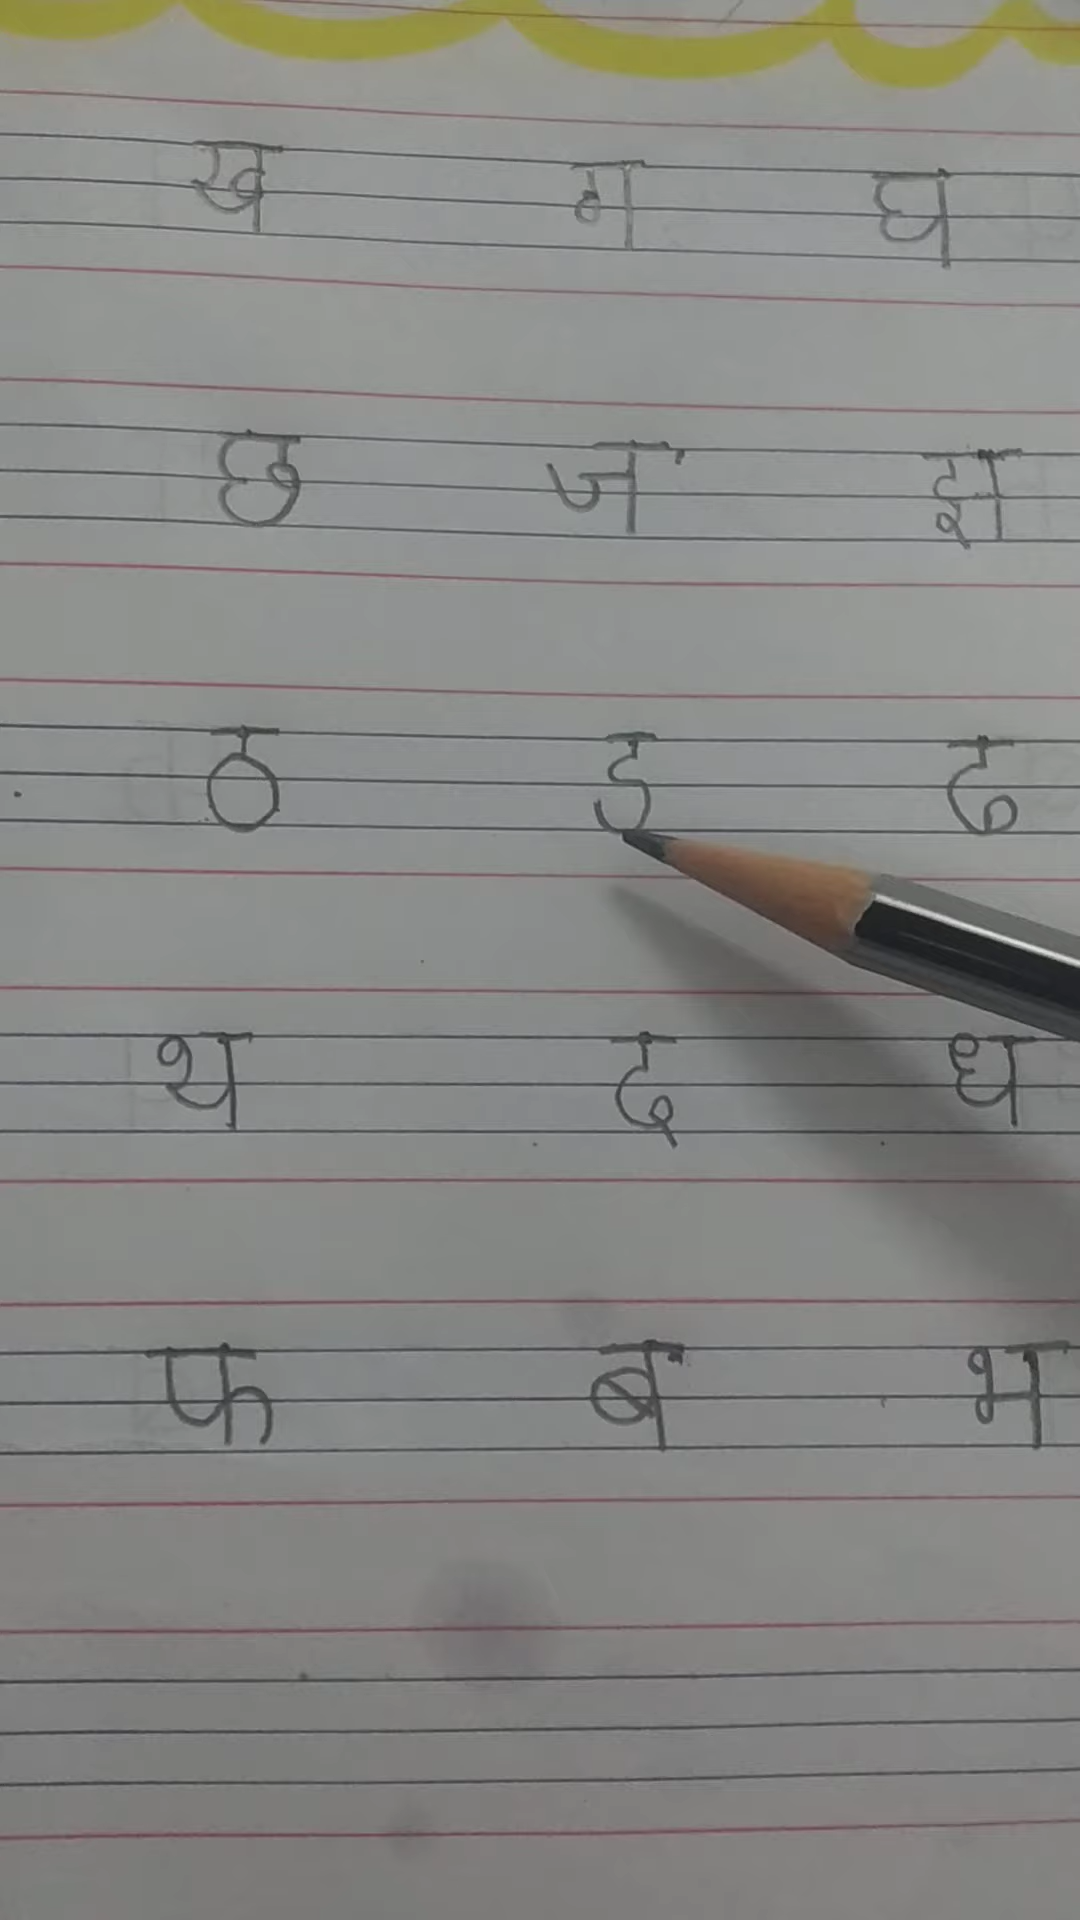 ख ग घ
छ ज झ
ठ ड ढ
थ द ध
फ ब भ